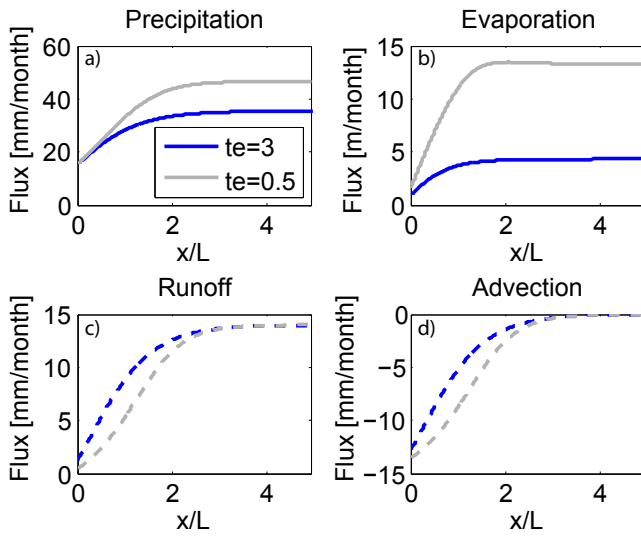 Precipitation
a)
Flux [mm/month]
60
40
20
0
te=3
te=0.5
0 2 4
x/L
Evaporation
b)
Flux [m/month]
15
10
5
0
0 2 4
x/L
Runoff
c)
Flux [mm/month]
15
10
5
0
0 2 4
x/L
Advection
d)
Flux [mm/month]
0
−5
−10
−15
0 2 4
x/L